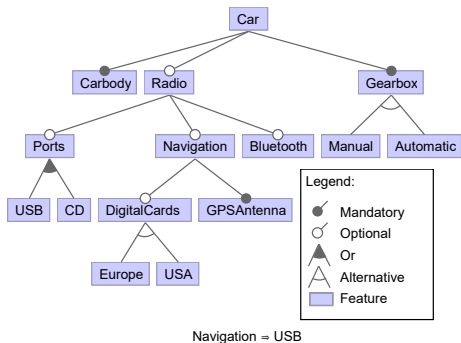 Car
Carbody Radio Gearbox
Ports Navigation Bluetooth Manual Automatic
USB CD DigitalCards GPSAntenna
Europe USA
Legend:
Mandatory
Optional
Or
Alternative
Feature
Navigation ⇒ USB